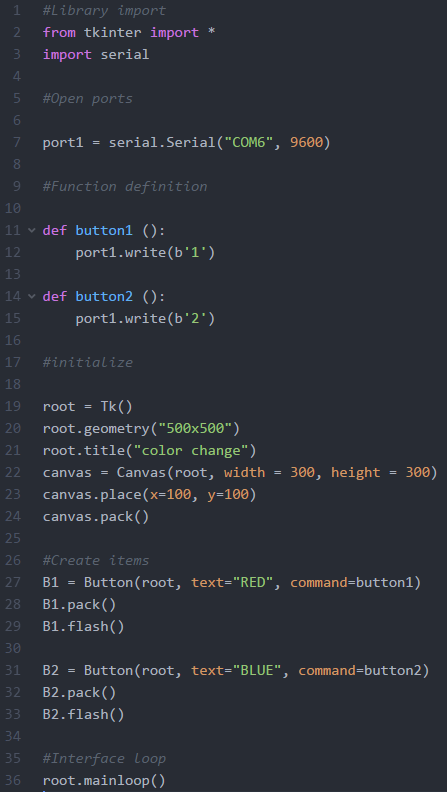 1 #Library import
2 from tkinter import *
3 import serial
4
5 #Open ports
6
7 port1 = serial.Serial("COM6", 9600)
8
9 #Function definition
10
11 def button1 ():
12     port1.write(b'1')
13
14 def button2 ():
15     port1.write(b'2')
16
17 #initialize
18
19 root = Tk()
20 root.geometry("500x500")
21 root.title("color change")
22 canvas = Canvas(root, width = 300, height = 300)
23 canvas.place(x=100, y=100)
24 canvas.pack()
25
26 #Create items
27 B1 = Button(root, text="RED", command=button1)
28 B1.pack()
29 B1.flash()
30
31 B2 = Button(root, text="BLUE", command=button2)
32 B2.pack()
33 B2.flash()
34
35 #Interface loop
36 root.mainloop()